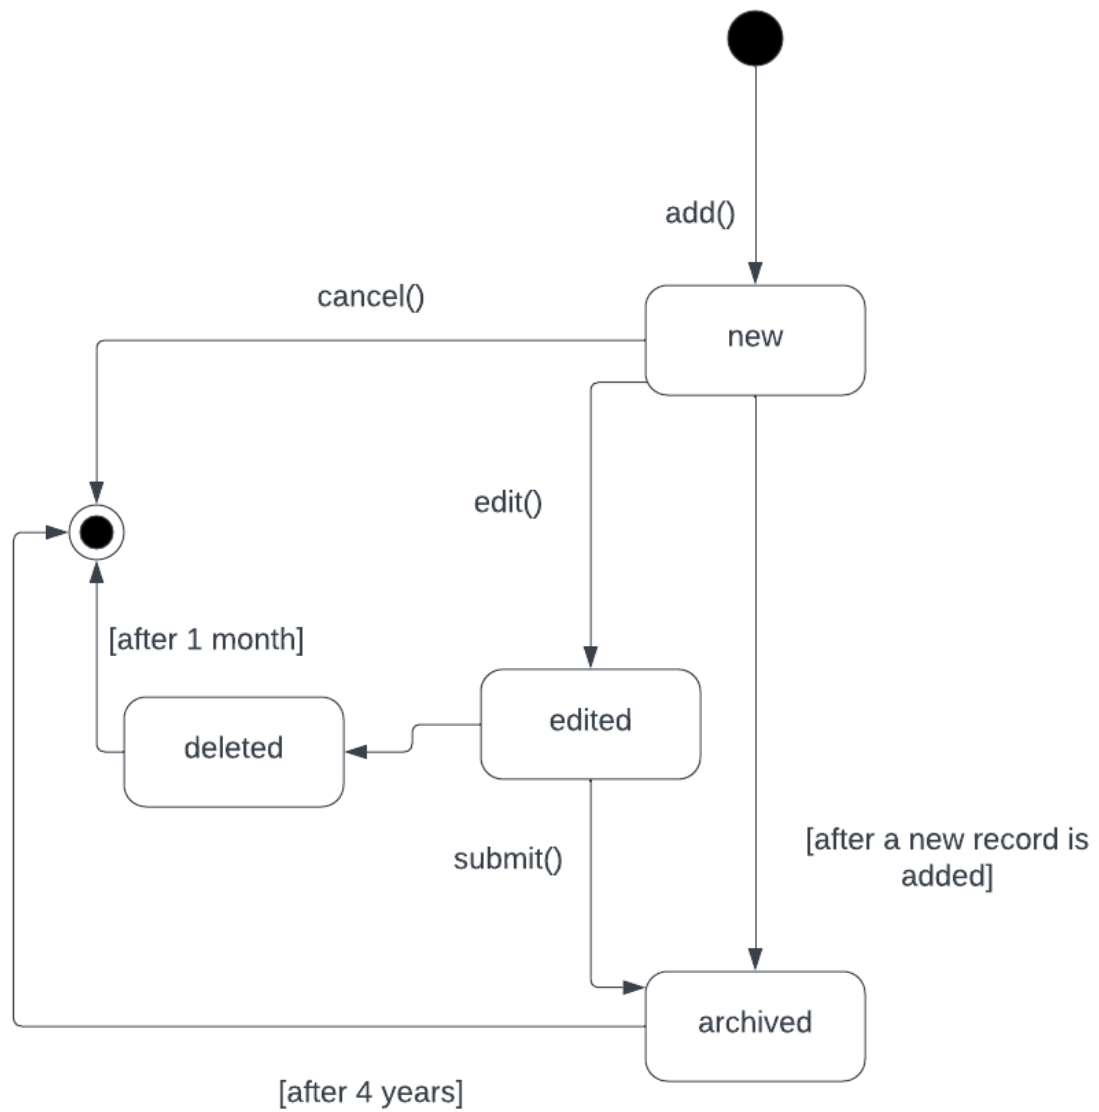 add()
cancel()
new
edit()
[after 1 month]
edited
deleted
submit()
[after a new record is
added]
archived
[after 4 years]